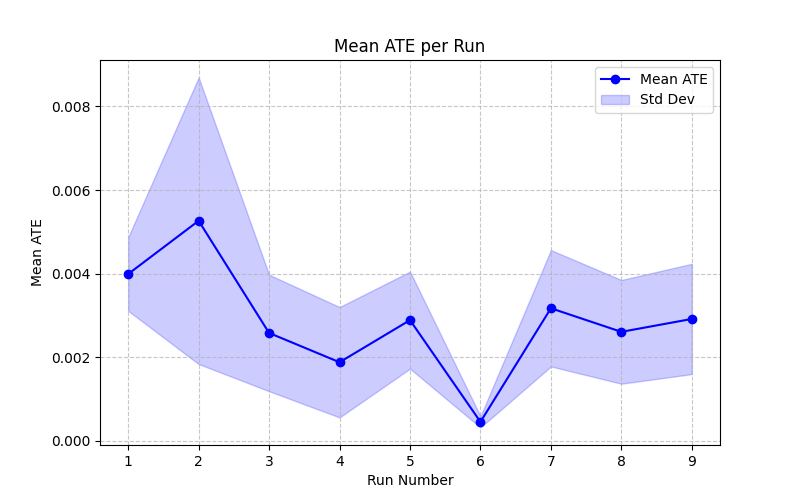 Mean ATE per Run
Mean ATE
Std Dev
0.008
0.006
0.004
0.002
0.000
Mean ATE
1 2 3 4 5 6 7 8 9
Run Number